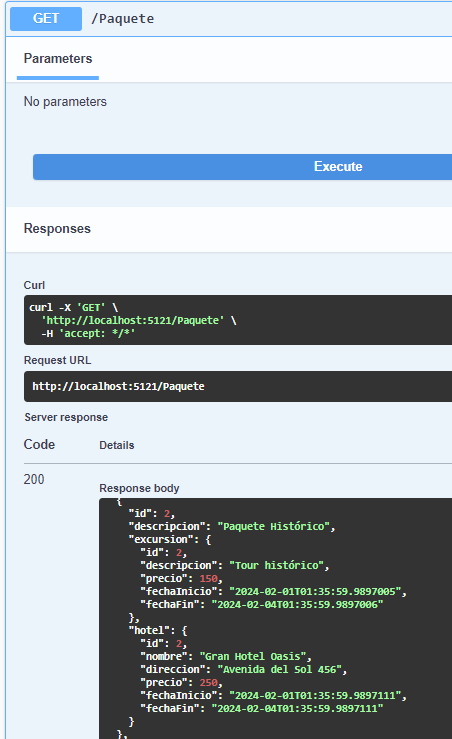 GET /Paquete
Parameters
No parameters
Execute
Responses
Curl
curl -X 'GET' \
  'http://localhost:5121/Paquete' \
  -H 'accept: */*'
Request URL
http://localhost:5121/Paquete
Server response
Code Details
200
Response body
  {
    "id": 2,
    "descripcion": "Paquete Histórico",
    "excursion": {
      "id": 2,
      "descripcion": "Tour histórico",
      "precio": 150,
      "fechaInicio": "2024-02-01T01:35:59.9897005",
      "fechaFin": "2024-02-04T01:35:59.9897006"
    },
    "hotel": {
      "id": 2,
      "nombre": "Gran Hotel Oasis",
      "direccion": "Avenida del Sol 456",
      "precio": 250,
      "fechaInicio": "2024-02-01T01:35:59.9897111",
      "fechaFin": "2024-02-04T01:35:59.9897111"
    }
  },